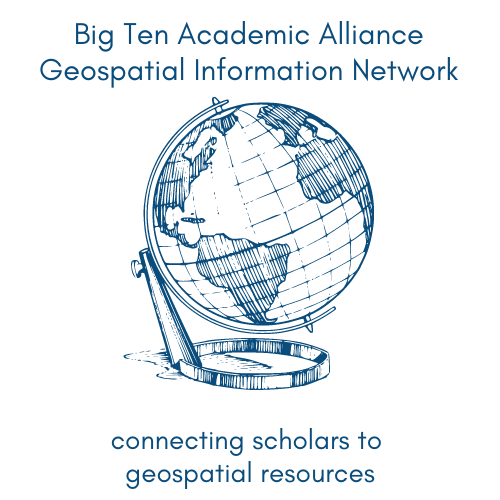 Big Ten Academic Alliance
Geospatial Information Network
connecting scholars to
geospatial resources